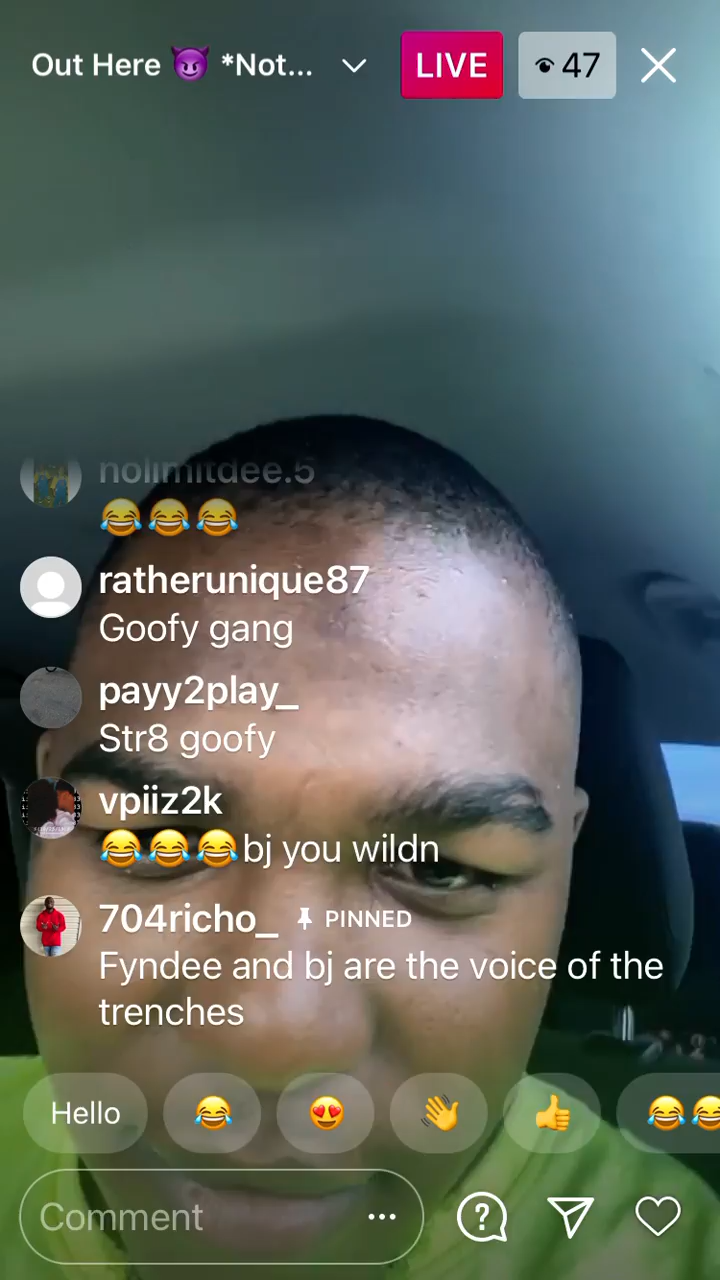 Out Here 😈 *Not...
LIVE
47
nolimitdee.5
😂😂😂
ratherunique87
Goofy gang
payy2play_
Str8 goofy
vpiiz2k
😂😂😂bj you wildn
704richo_ PINNED
Fyndee and bj are the voice of the
trenches
Hello 😂 😍 👋 👍 😂😂
Comment